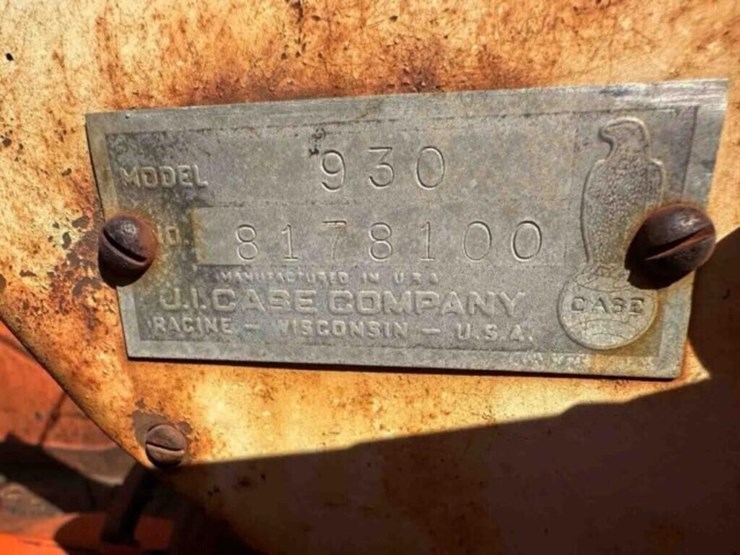 MODEL 930
NO. 8178100
MANUFACTURED IN U.S.A.
J.I. CASE COMPANY
RACINE - WISCONSIN - U.S.A.
CASE